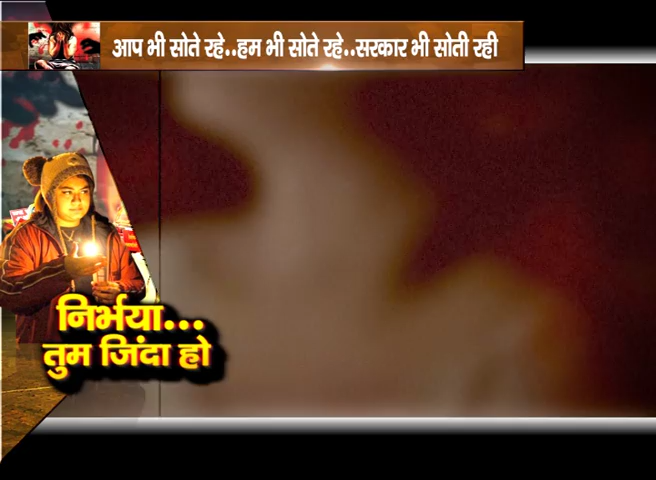 आप भी सोते रहे..हम भी सोते रहे..सरकार भी सोती रही
निर्भया...
तुम जिंदा हो